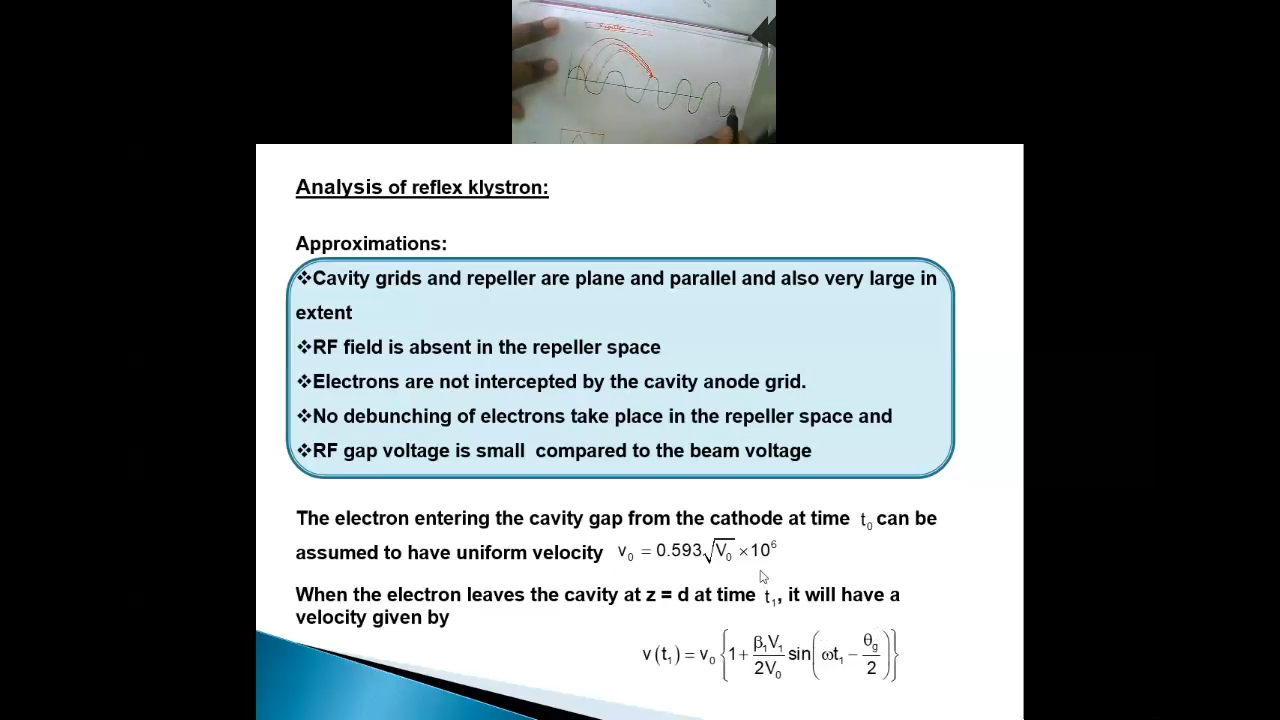 Analysis of reflex klystron:
Approximations:
❖Cavity grids and repeller are plane and parallel and also very large in
extent
❖RF field is absent in the repeller space
❖Electrons are not intercepted by the cavity anode grid.
❖No debunching of electrons take place in the repeller space and
❖RF gap voltage is small compared to the beam voltage
The electron entering the cavity gap from the cathode at time t₀ can be
assumed to have uniform velocity v₀ = 0.593√V₀ ×10⁶
When the electron leaves the cavity at z = d at time t₁, it will have a
velocity given by
v(t₁) = v₀ {1 + β₁V₁/2V₀ sin(ωt₁ − θg/2)}